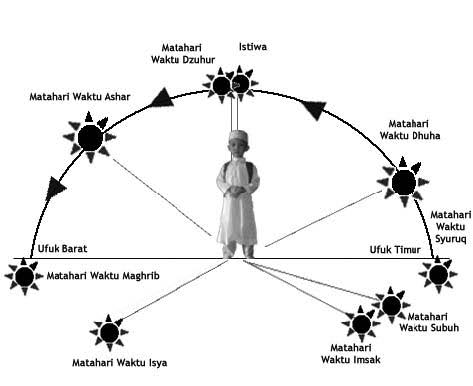 Matahari
Waktu Dzuhur
Istiwa
Matahari Waktu Ashar
Matahari
Waktu Dhuha
Matahari
Waktu
Syuruq
Ufuk Barat
Ufuk Timur
Matahari Waktu Maghrib
Matahari
Waktu Subuh
Matahari
Waktu Imsak
Matahari Waktu Isya